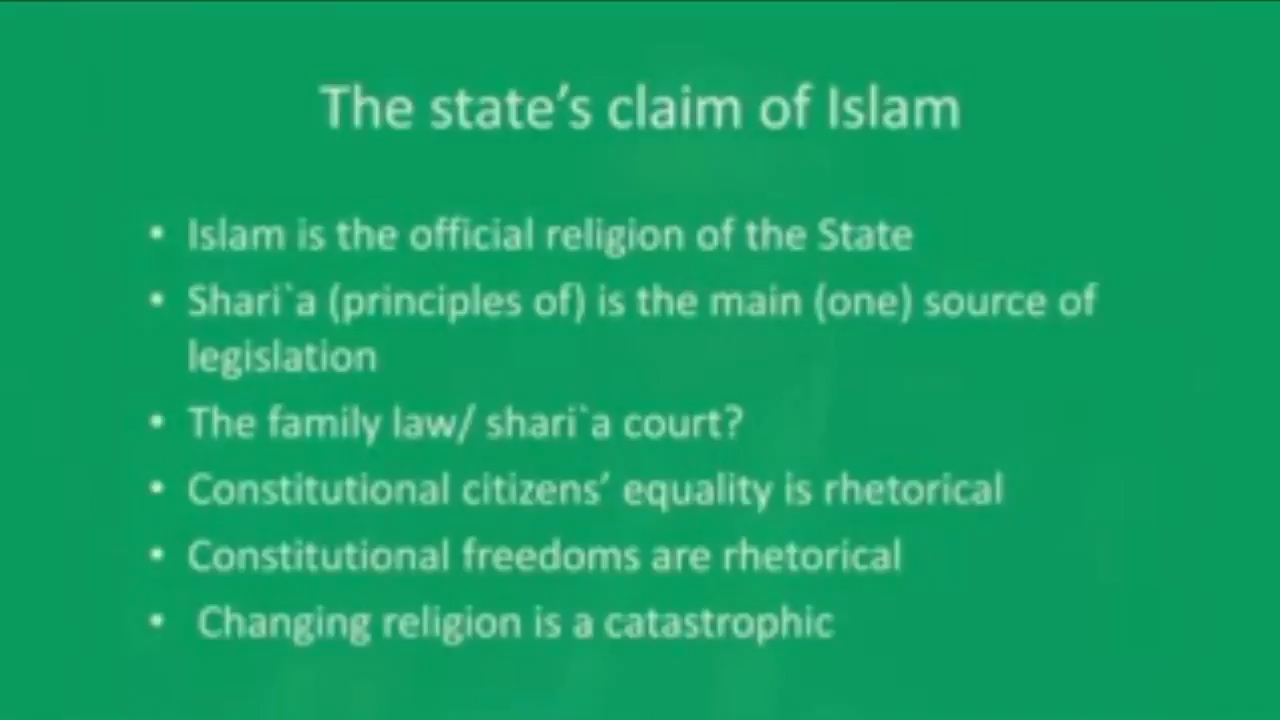 The state’s claim of Islam
• Islam is the official religion of the State
• Shari`a (principles of) is the main (one) source of
legislation
• The family law/ shari`a court?
• Constitutional citizens’ equality is rhetorical
• Constitutional freedoms are rhetorical
• Changing religion is a catastrophic